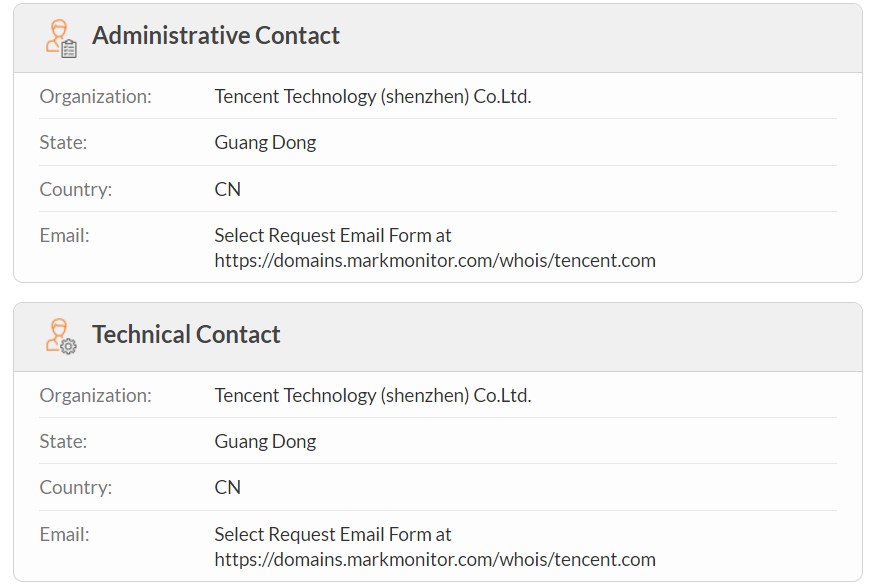 Administrative Contact
Organization: Tencent Technology (shenzhen) Co.Ltd.
State: Guang Dong
Country: CN
Email: Select Request Email Form at
https://domains.markmonitor.com/whois/tencent.com
Technical Contact
Organization: Tencent Technology (shenzhen) Co.Ltd.
State: Guang Dong
Country: CN
Email: Select Request Email Form at
https://domains.markmonitor.com/whois/tencent.com